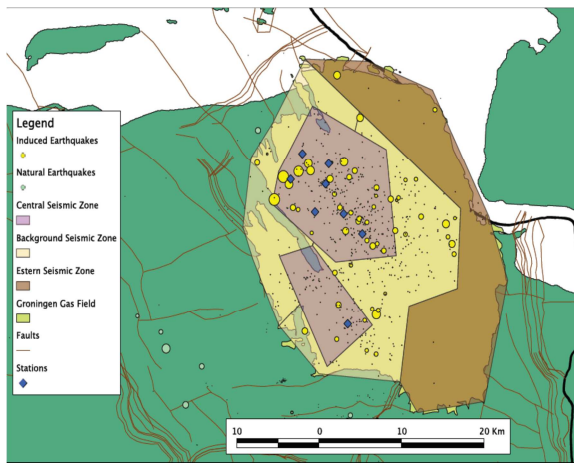 Legend
Induced Earthquakes
Natural Earthquakes
Central Seismic Zone
Background Seismic Zone
Estern Seismic Zone
Groningen Gas Field
Faults
Stations
10 0 10 20 Km